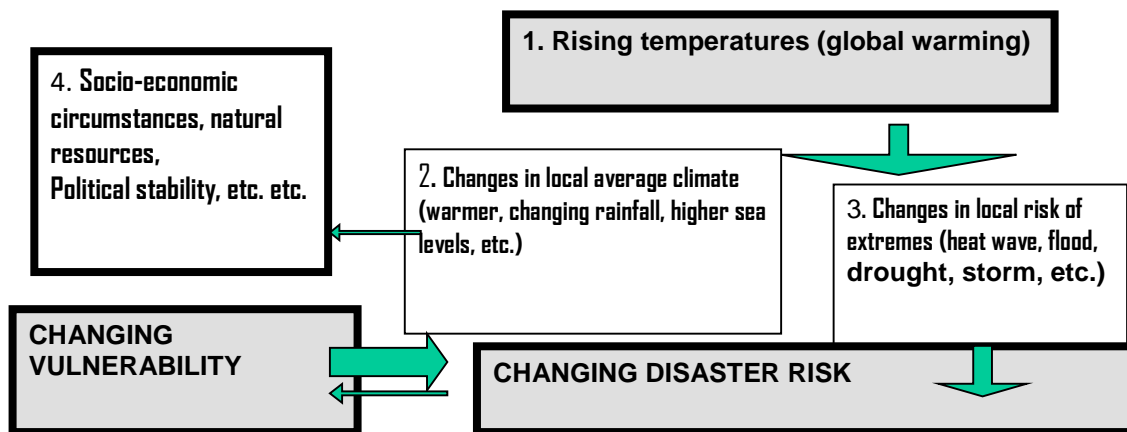 1. Rising temperatures (global warming)
4. Socio-economic
circumstances, natural
resources,
Political stability, etc. etc.
2. Changes in local average climate
(warmer, changing rainfall, higher sea
levels, etc.)
3. Changes in local risk of
extremes (heat wave, flood,
drought, storm, etc.)
CHANGING
VULNERABILITY
CHANGING DISASTER RISK